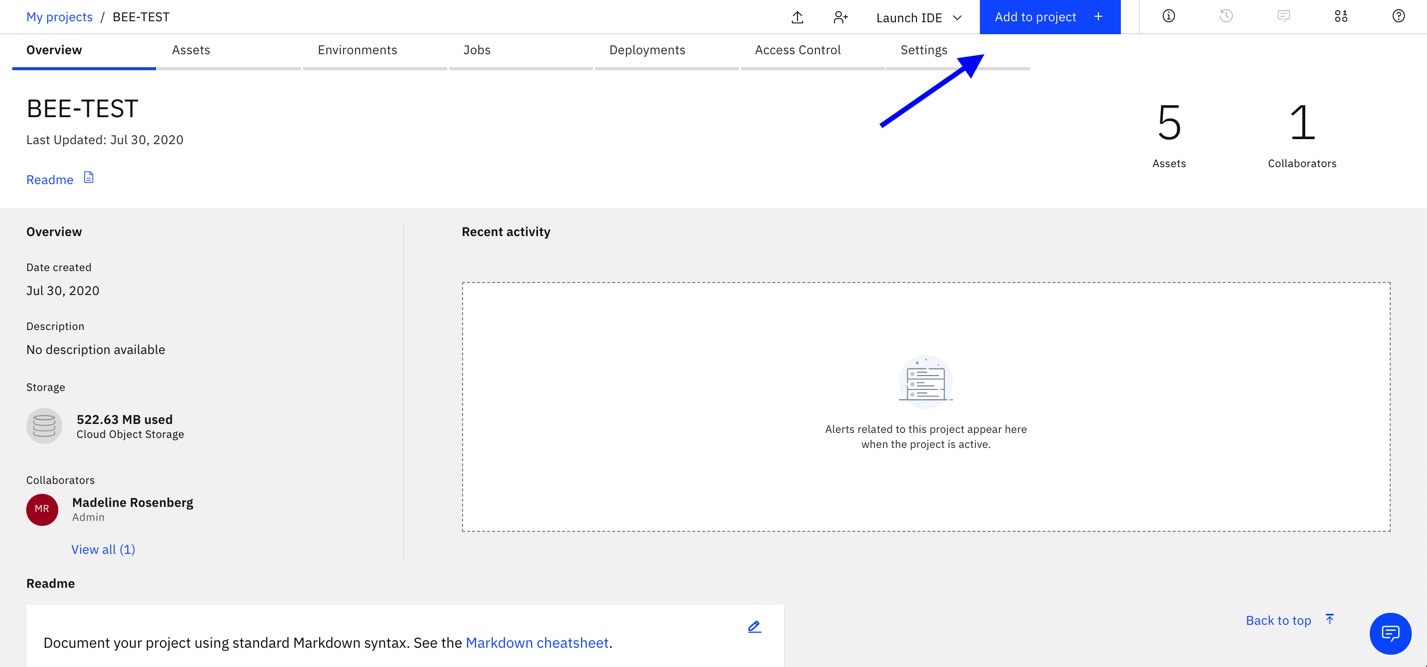 My projects / BEE-TEST
Launch IDE
Add to project +
Overview
Assets
Environments
Jobs
Deployments
Access Control
Settings
BEE-TEST
Last Updated: Jul 30, 2020
Readme
5
Assets
1
Collaborators
Overview
Date created
Jul 30, 2020
Description
No description available
Storage
522.63 MB used
Cloud Object Storage
Collaborators
MR
Madeline Rosenberg
Admin
View all (1)
Recent activity
Alerts related to this project appear here
when the project is active.
Readme
Document your project using standard Markdown syntax. See the Markdown cheatsheet.
Back to top